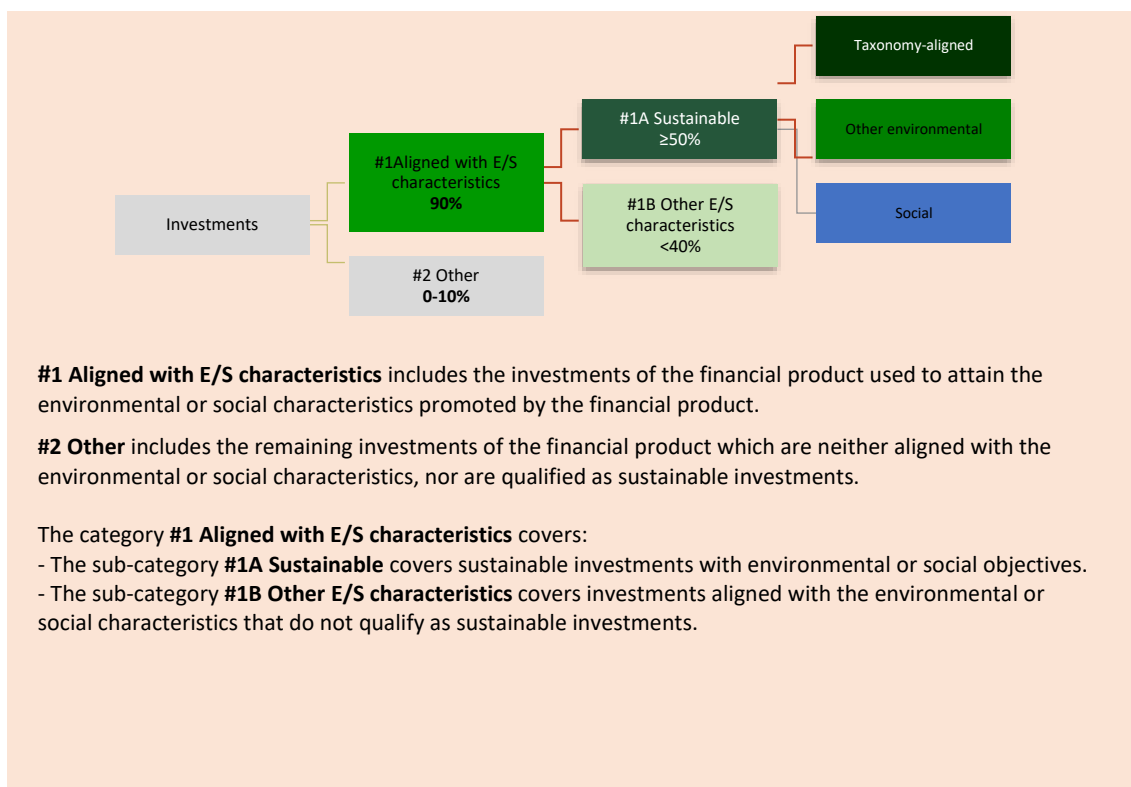 Taxonomy-aligned
#1A Sustainable
≥50%
Other environmental
#1Aligned with E/S
characteristics
90%
#1B Other E/S
characteristics
<40%
Social
Investments
#2 Other
0-10%
#1 Aligned with E/S characteristics includes the investments of the financial product used to attain the
environmental or social characteristics promoted by the financial product.
#2 Other includes the remaining investments of the financial product which are neither aligned with the
environmental or social characteristics, nor are qualified as sustainable investments.
The category #1 Aligned with E/S characteristics covers:
- The sub-category #1A Sustainable covers sustainable investments with environmental or social objectives.
- The sub-category #1B Other E/S characteristics covers investments aligned with the environmental or
social characteristics that do not qualify as sustainable investments.